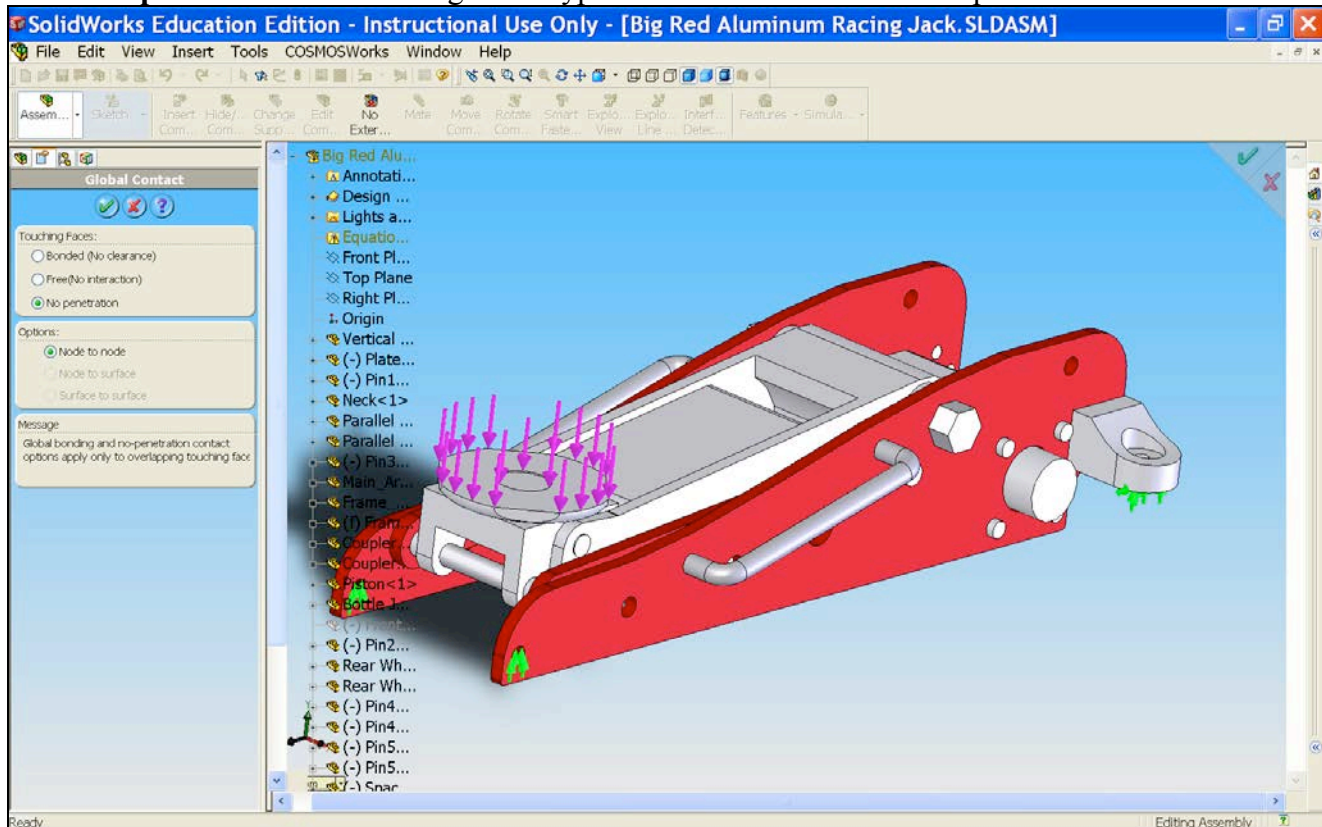 SolidWorks Education Edition - Instructional Use Only - [Big Red Aluminum Racing Jack.SLDASM]
File Edit View Insert Tools COSMOSWorks Window Help
Assem... Sketch Insert Hide/... Change Edit No Mate Move Rotate Smart Explo... Explo... Interf... Features Simula...
Com... Com... Supp... Com... Exter... Com... Com... Faste... View Line ... Detec...
Global Contact
Touching Faces:
Bonded (No clearance)
Free(No interaction)
No penetration
Options:
Node to node
Node to surface
Surface to surface
Message
Global bonding and no-penetration contact
options apply only to overlapping touching face
Big Red Alu...
Annotati...
Design ...
Lights a...
Equatio...
Front Pl...
Top Plane
Right Pl...
Origin
Vertical ...
(-) Plate...
(-) Pin1...
Neck<1>
Parallel ...
Parallel ...
(-) Pin3...
Main_Ar...
Frame_...
(f) Fram...
Coupler...
Coupler...
Piston<1>
Bottle J...
(-) Front...
(-) Pin2...
Rear Wh...
Rear Wh...
(-) Pin4...
(-) Pin4...
(-) Pin5...
(-) Pin5...
(-) Spac
Ready
Editing Assembly